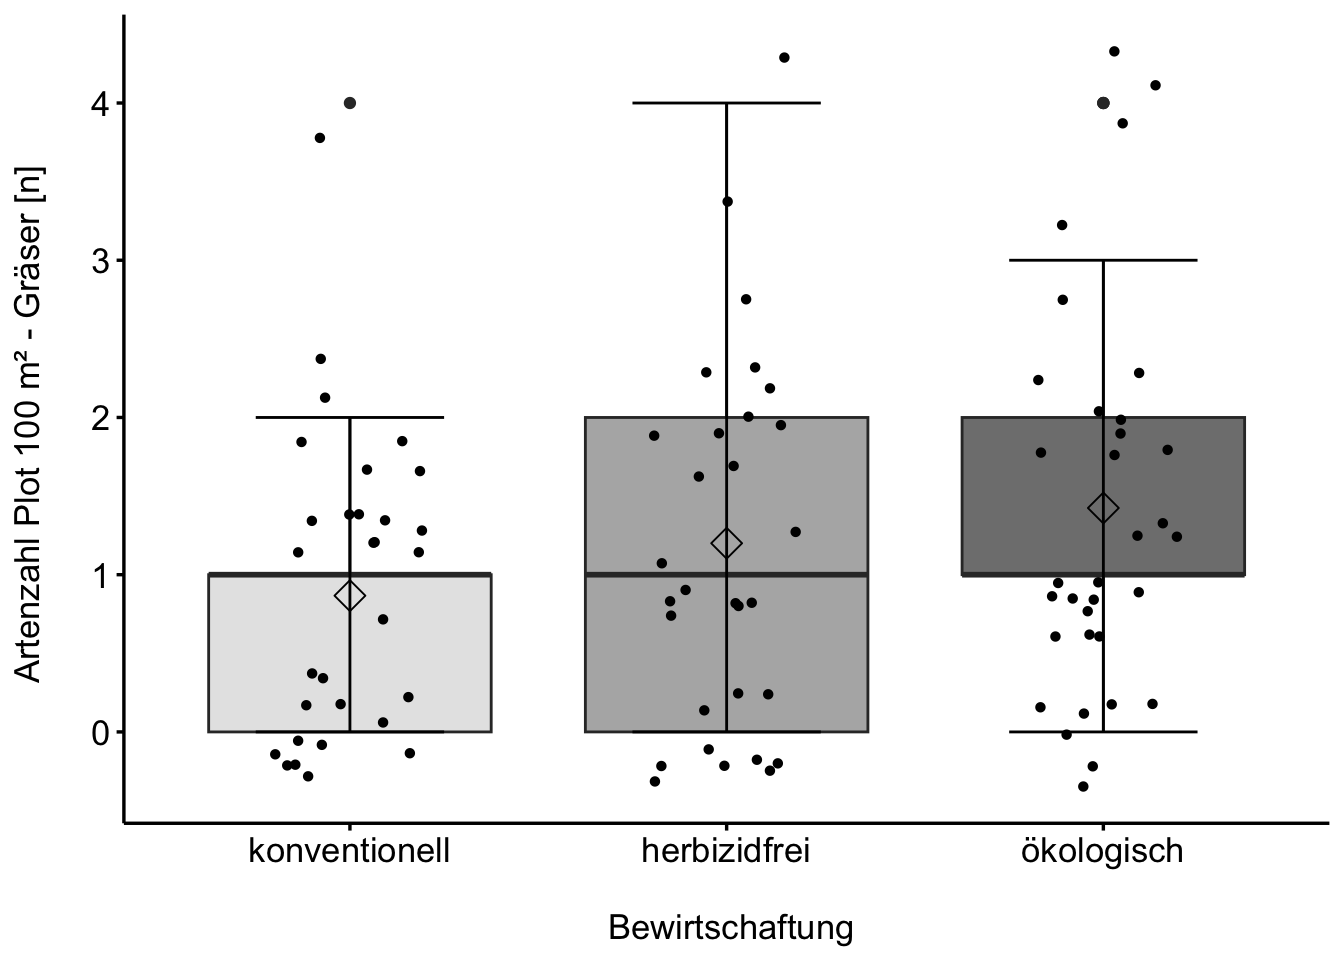 Artenzahl Plot 100 m² - Gräser [n]
4
3
2
1
0
konventionell herbizidfrei ökologisch
Bewirtschaftung